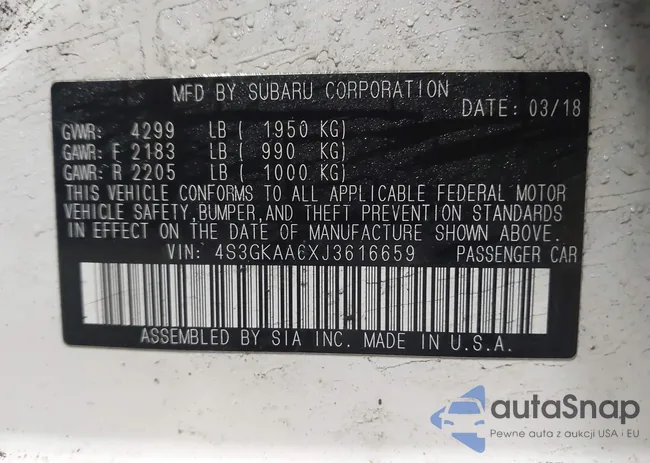 MFD BY SUBARU CORPORATION
DATE: 03/18
GVWR: 4299 LB ( 1950 KG)
GAWR: F 2183 LB ( 990 KG)
GAWR: R 2205 LB ( 1000 KG)
THIS VEHICLE CONFORMS TO ALL APPLICABLE FEDERAL MOTOR
VEHICLE SAFETY,BUMPER,AND THEFT PREVENTION STANDARDS
IN EFFECT ON DATE OF MANUFACTURE SHOWN ABOVE.
VIN: 4S3GKAA6XJ3616659 PASSENGER CAR
ASSEMBLED BY SIA INC. MADE IN U.S.A.
autaSnap
Pewne auta z aukcji USA i EU